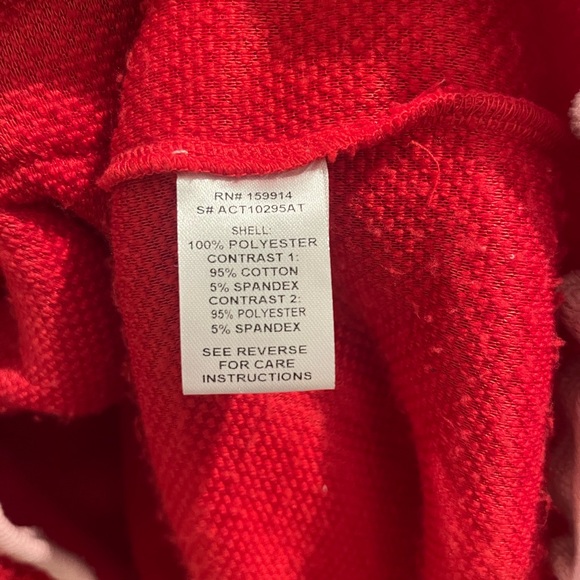 RN# 159914
S# ACT10295AT
SHELL:
100% POLYESTER
CONTRAST 1:
95% COTTON
5% SPANDEX
CONTRAST 2:
95% POLYESTER
5% SPANDEX
SEE REVERSE
FOR CARE
INSTRUCTIONS